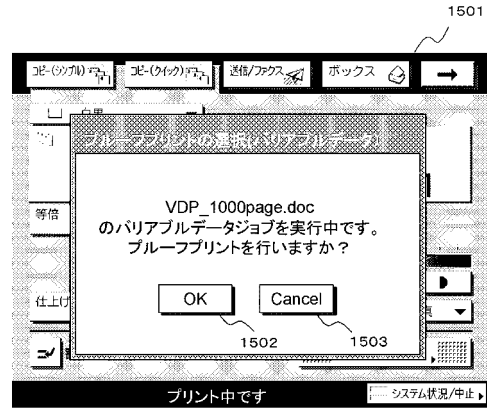 1501
コピー(シンプル)
コピー(クイック)
送信/ファクス
ボックス
白黒
プルーフプリントの選択(バリアブルデータ)
VDP_1000page.doc
のバリアブルデータジョブを実行中です。
プルーフプリントを行いますか？
等倍
OK
Cancel
仕上げ
1502
1503
プリント中です
システム状況/中止